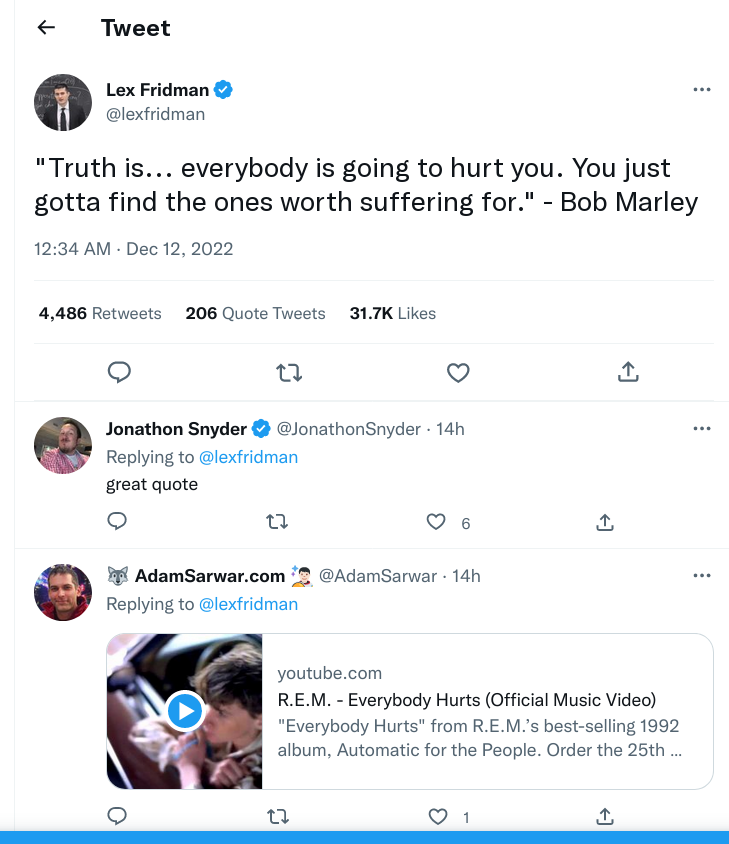 Tweet
Lex Fridman
@lexfridman
"Truth is... everybody is going to hurt you. You just
gotta find the ones worth suffering for." - Bob Marley
12:34 AM · Dec 12, 2022
4,486 Retweets 206 Quote Tweets 31.7K Likes
Jonathon Snyder @JonathonSnyder · 14h
Replying to @lexfridman
great quote
6
🐺 AdamSarwar.com @AdamSarwar · 14h
Replying to @lexfridman
youtube.com
R.E.M. - Everybody Hurts (Official Music Video)
"Everybody Hurts" from R.E.M.’s best-selling 1992
album, Automatic for the People. Order the 25th ...
1